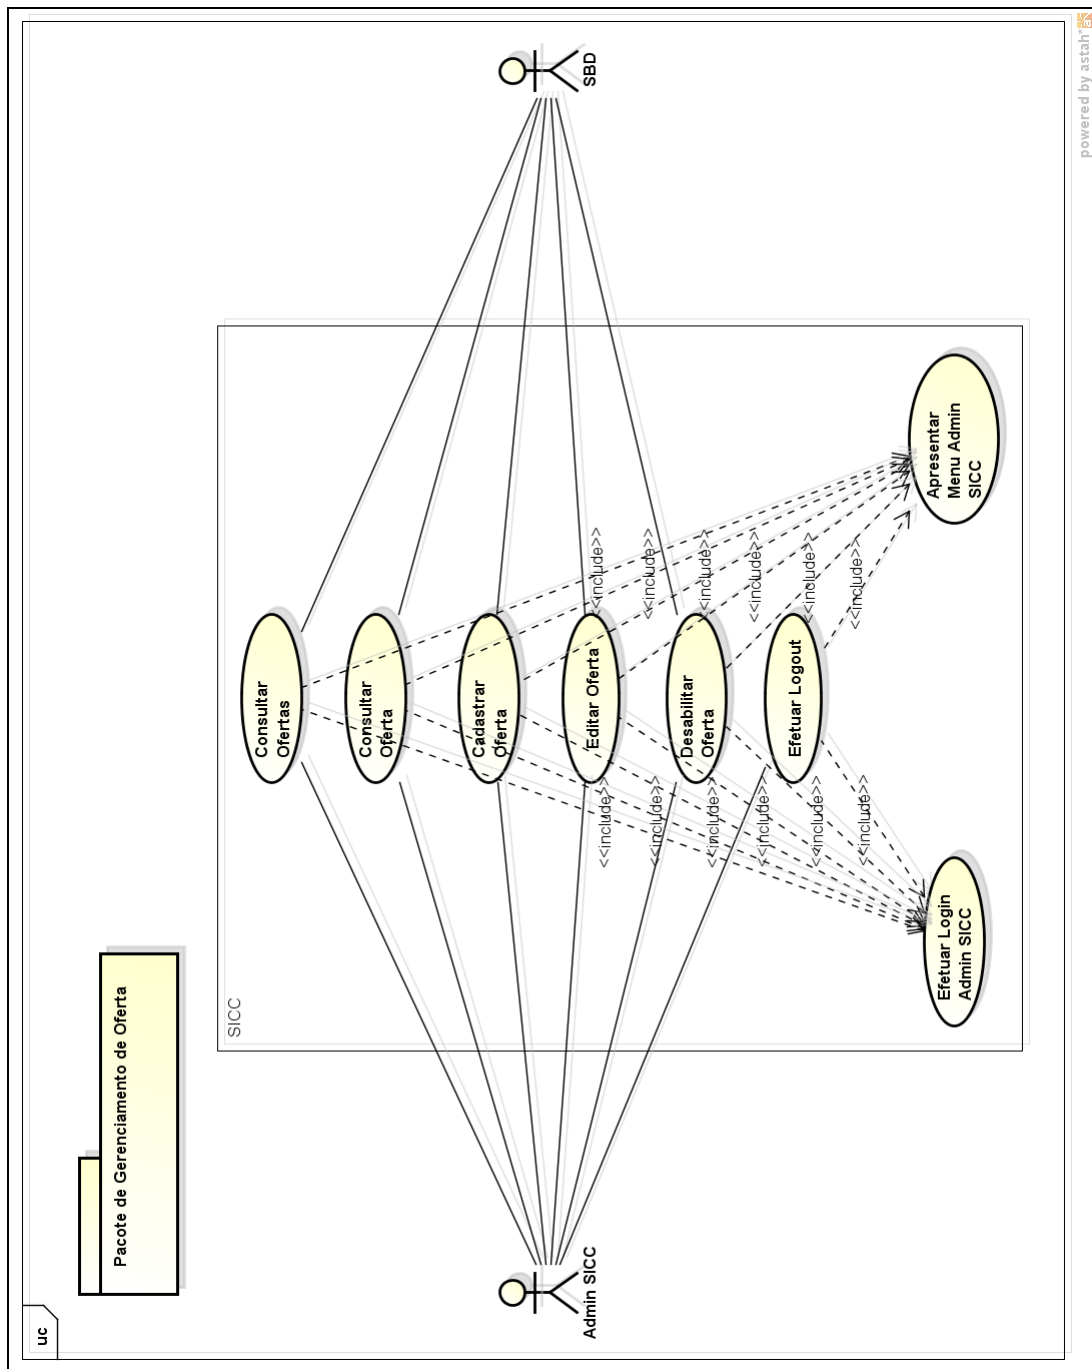 uc
Pacote de Gerenciamento de Oferta
SICC
Consultar
Ofertas
Consultar
Oferta
Cadastrar
Oferta
Editar Oferta
Desabilitar
Oferta
Efetuar Logout
Admin SICC
SBD
<<include>>
<<include>>
<<include>>
<<include>>
<<include>>
<<include>>
<<include>>
<<include>>
<<include>>
<<include>>
<<include>>
<<include>>
Efetuar Login
Admin SICC
Apresentar
Menu Admin
SICC
powered by astah*